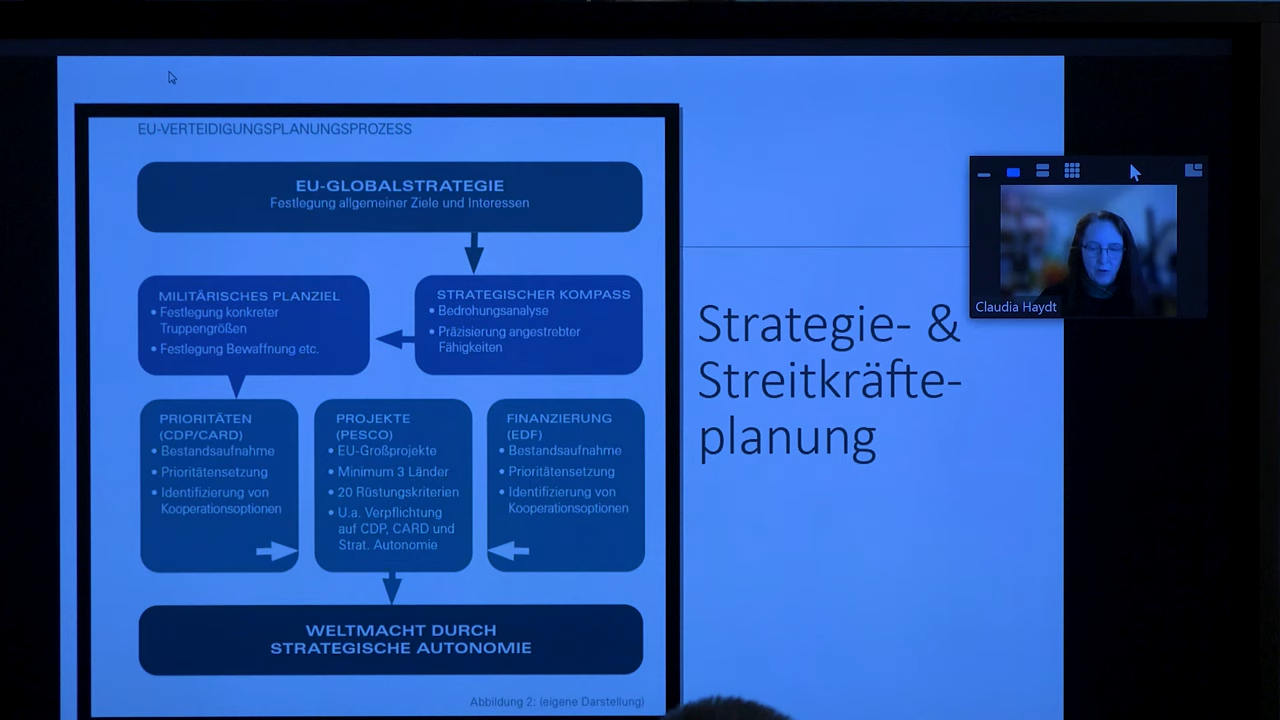 EU-VERTEIDIGUNGSPLANUNGSPROZESS
EU-GLOBALSTRATEGIE
Festlegung allgemeiner Ziele und Interessen
MILITÄRISCHES PLANZIEL
• Festlegung konkreter
Truppengrößen
• Festlegung Bewaffnung etc.
STRATEGISCHER KOMPASS
• Bedrohungsanalyse
• Präzisierung angestrebter
Fähigkeiten
PRIORITÄTEN
(CDP/CARD)
• Bestandsaufnahme
• Prioritätensetzung
• Identifizierung von
Kooperationsoptionen
PROJEKTE
(PESCO)
• EU-Großprojekte
• Minimum 3 Länder
• 20 Rüstungskriterien
• U.a. Verpflichtung
auf CDP, CARD und
Strat. Autonomie
FINANZIERUNG
(EDF)
• Bestandsaufnahme
• Prioritätensetzung
• Identifizierung von
Kooperationsoptionen
WELTMACHT DURCH
STRATEGISCHE AUTONOMIE
Abbildung 2: (eigene Darstellung)
Strategie- &
Streitkräfte-
planung
Claudia Haydt